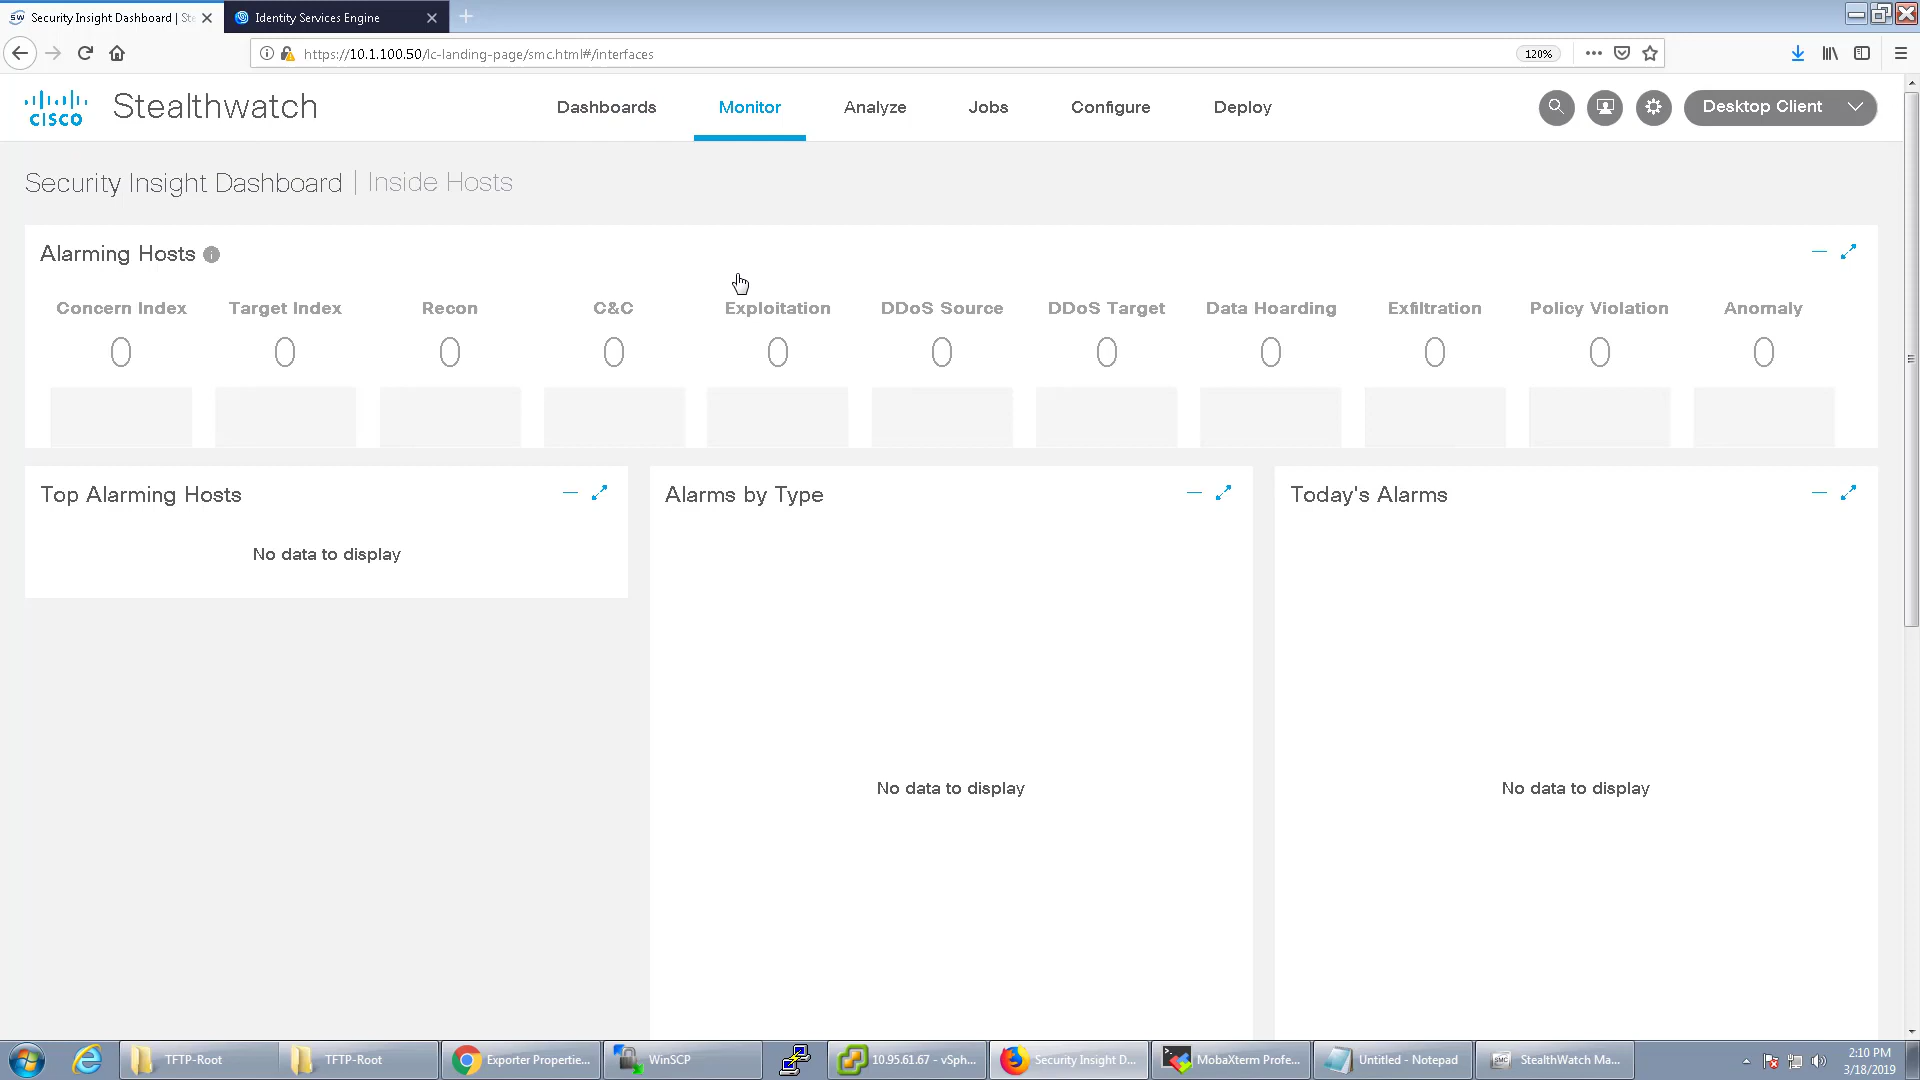 Security Insight Dashboard | Ste
Identity Services Engine
https://10.1.100.50/lc-landing-page/smc.html#/interfaces
120%
CISCO
Stealthwatch
Dashboards
Monitor
Analyze
Jobs
Configure
Deploy
Desktop Client
Security Insight Dashboard | Inside Hosts
Alarming Hosts
Concern Index
Target Index
Recon
C&C
Exploitation
DDoS Source
DDoS Target
Data Hoarding
Exfiltration
Policy Violation
Anomaly
0 0 0 0 0 0 0 0 0 0 0
Top Alarming Hosts
No data to display
Alarms by Type
No data to display
Today's Alarms
No data to display
TFTP-Root
TFTP-Root
Exporter Propertie...
WinSCP
10.95.61.67 - vSph...
Security Insight D...
MobaXterm Profe...
Untitled - Notepad
SMC
StealthWatch Ma...
2:10 PM
3/18/2019